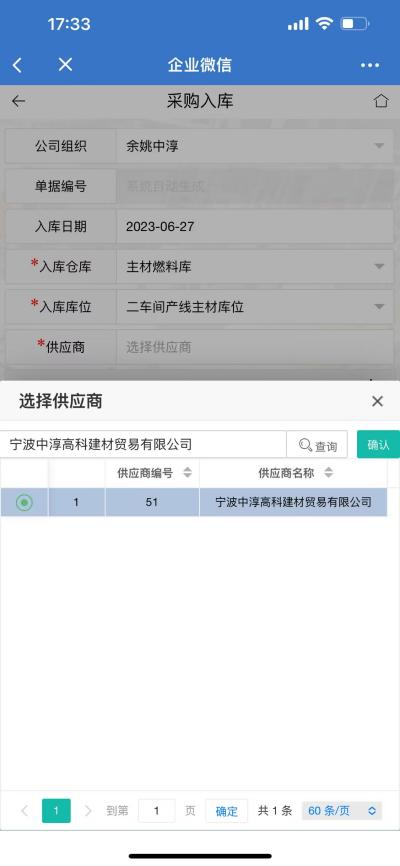 17:33
企业微信
采购入库
公司组织 余姚中淳
单据编号 系统自动生成
入库日期 2023-06-27
*入库仓库 主材燃料库
*入库库位 二车间产线主材库位
*供应商 选择供应商
选择供应商
宁波中淳高科建材贸易有限公司 查询 确认
供应商编号 供应商名称
1 51 宁波中淳高科建材贸易有限公司
1 到第 1 页 确定 共 1 条 60 条/页